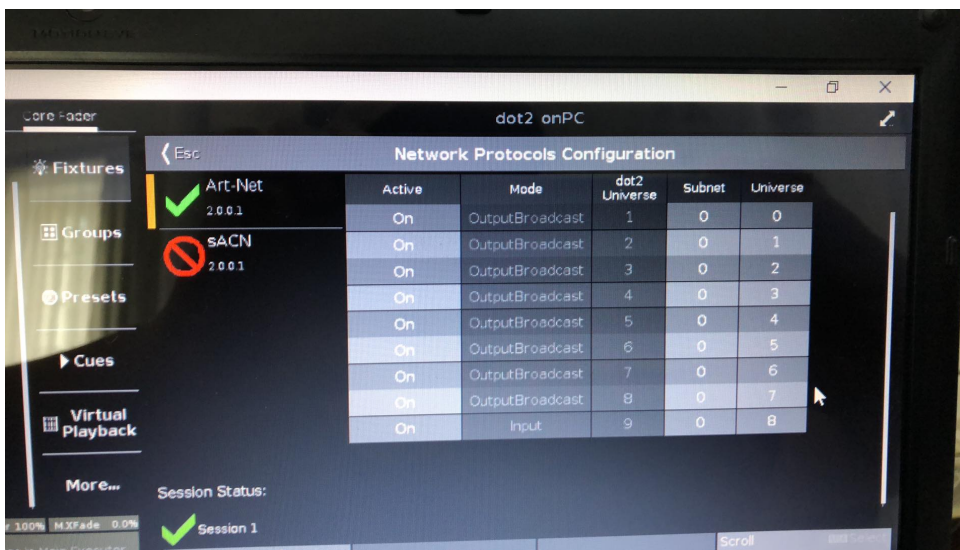 Core Fader
dot2 onPC
Esc
Network Protocols Configuration
Fixtures
Groups
Presets
Cues
Virtual
Playback
More...
Art-Net
2.0.0.1
sACN
2.0.0.1
Active Mode dot2 Universe Subnet Universe
On OutputBroadcast 1 0 0
On OutputBroadcast 2 0 1
On OutputBroadcast 3 0 2
On OutputBroadcast 4 0 3
On OutputBroadcast 5 0 4
On OutputBroadcast 6 0 5
On OutputBroadcast 7 0 6
On OutputBroadcast 8 0 7
On Input 9 0 8
Session Status:
Session 1
100% MXFade 0.0%
Scroll
Select